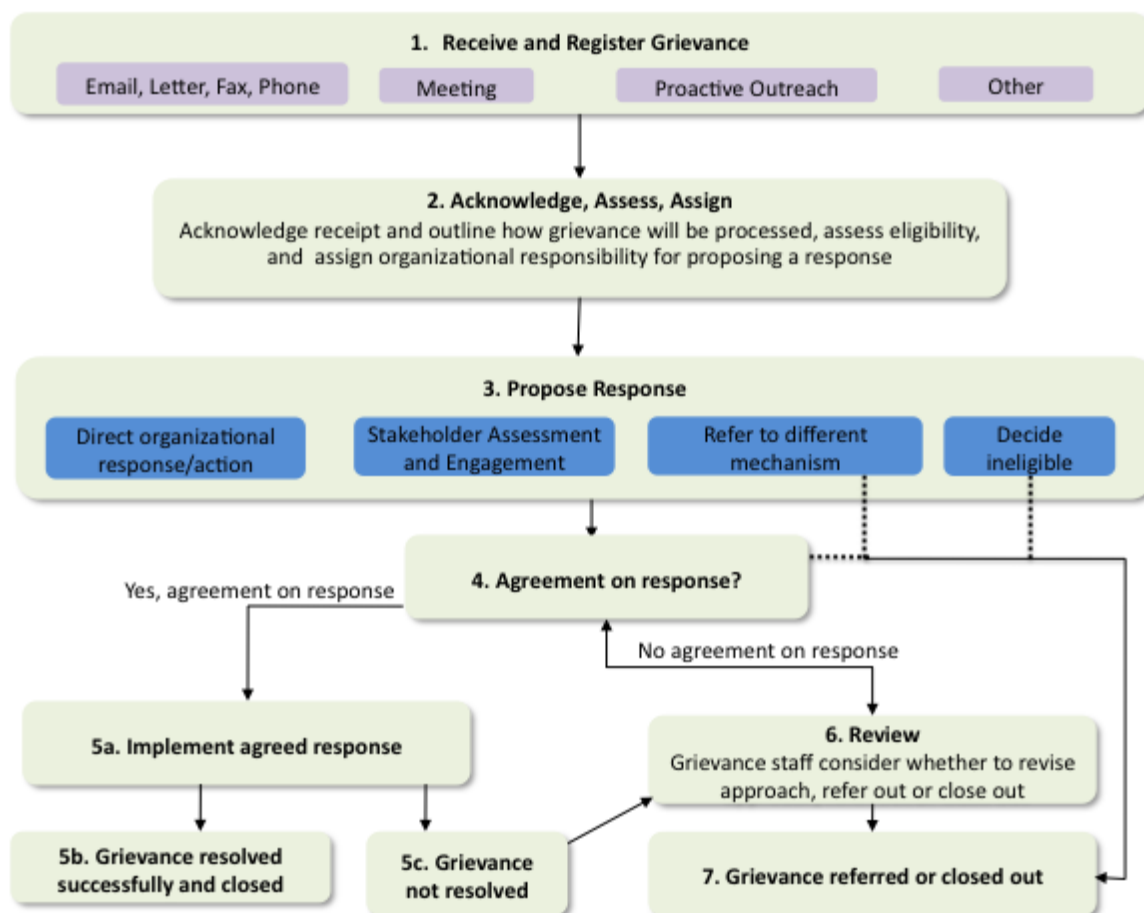 1. Receive and Register Grievance
Email, Letter, Fax, Phone
Meeting
Proactive Outreach
Other
2. Acknowledge, Assess, Assign
Acknowledge receipt and outline how grievance will be processed, assess eligibility,
and assign organizational responsibility for proposing a response
3. Propose Response
Direct organizational
response/action
Stakeholder Assessment
and Engagement
Refer to different
mechanism
Decide
ineligible
4. Agreement on response?
Yes, agreement on response
No agreement on response
5a. Implement agreed response
6. Review
Grievance staff consider whether to revise
approach, refer out or close out
5b. Grievance resolved
successfully and closed
5c. Grievance
not resolved
7. Grievance referred or closed out